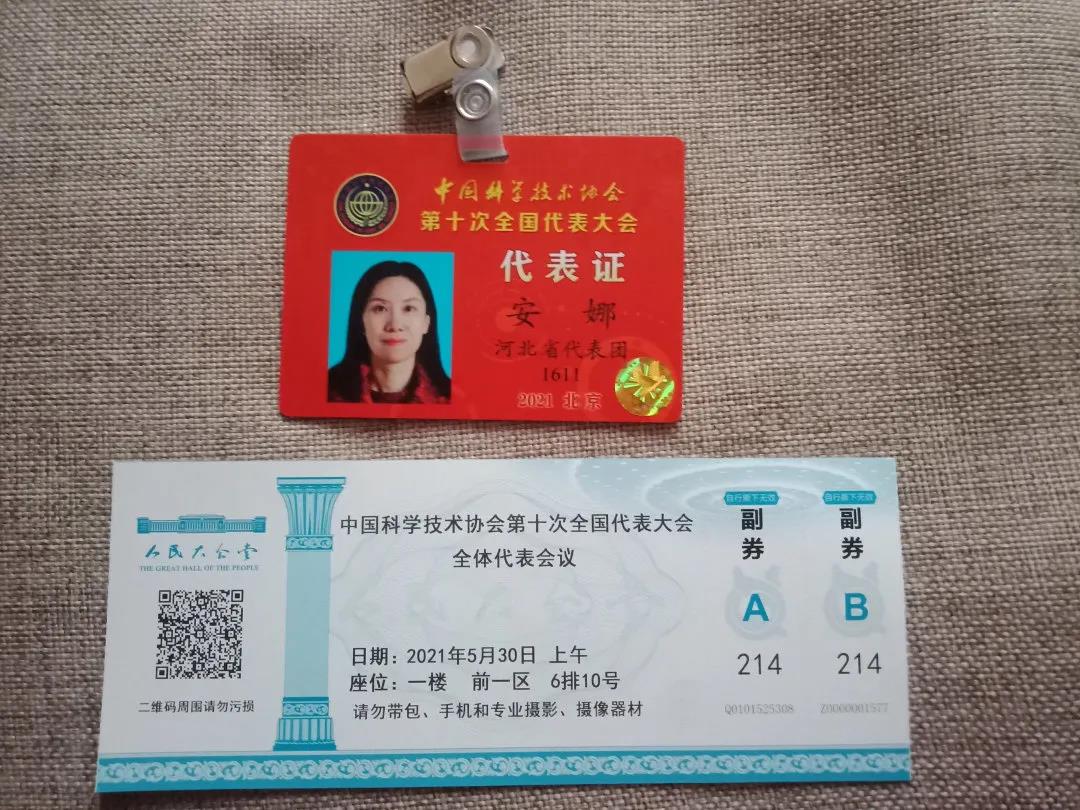 中国科学技术协会
第十次全国代表大会
代表证
安 娜
河北省代表团
1611
2021 北京
人民大会堂
THE GREAT HALL OF THE PEOPLE
二维码周围请勿污损
中国科学技术协会第十次全国代表大会
全体代表会议
日期：2021年5月30日 上午
座位：一楼 前一区 6排10号
请勿带包、手机和专业摄影、摄像器材
自行撕下无效
副券
A
214
Q0101525308
自行撕下无效
副券
B
214
Z0000001577